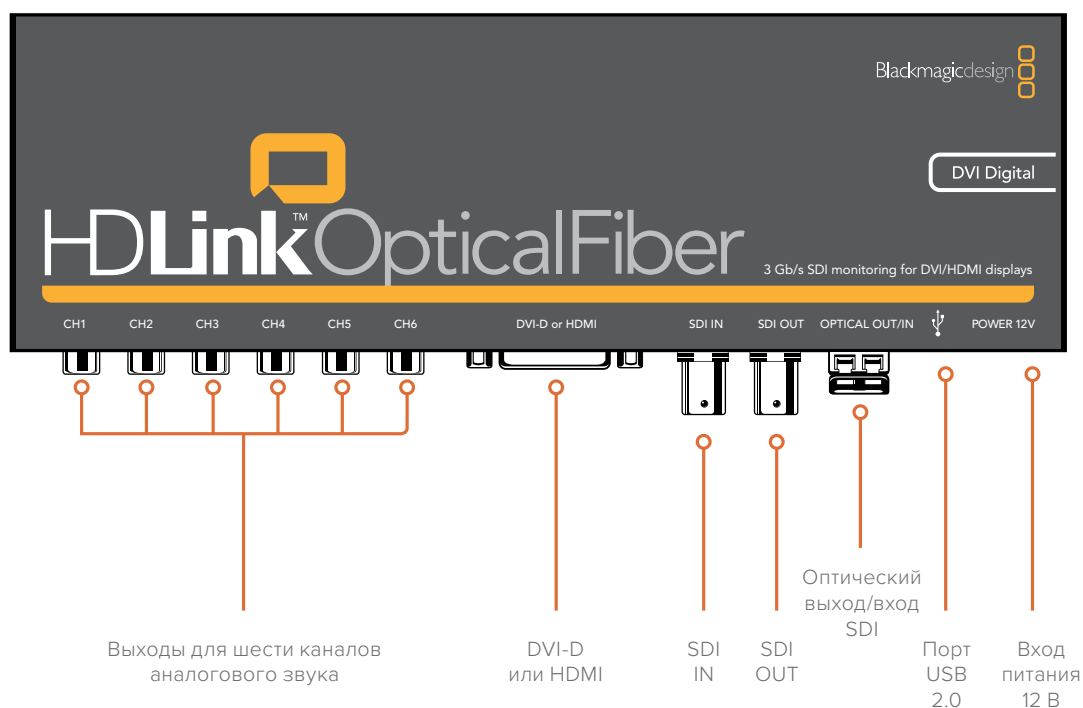 Blackmagicdesign
DVI Digital
HDLink™OpticalFiber
3 Gb/s SDI monitoring for DVI/HDMI displays
CH1 CH2 CH3 CH4 CH5 CH6 DVI-D or HDMI SDI IN SDI OUT OPTICAL OUT/IN POWER 12V
Оптический
выход/вход
SDI
Выходы для шести каналов
аналогового звука
DVI-D
или HDMI
SDI
IN
SDI
OUT
Порт
USB
2.0
Вход
питания
12 В